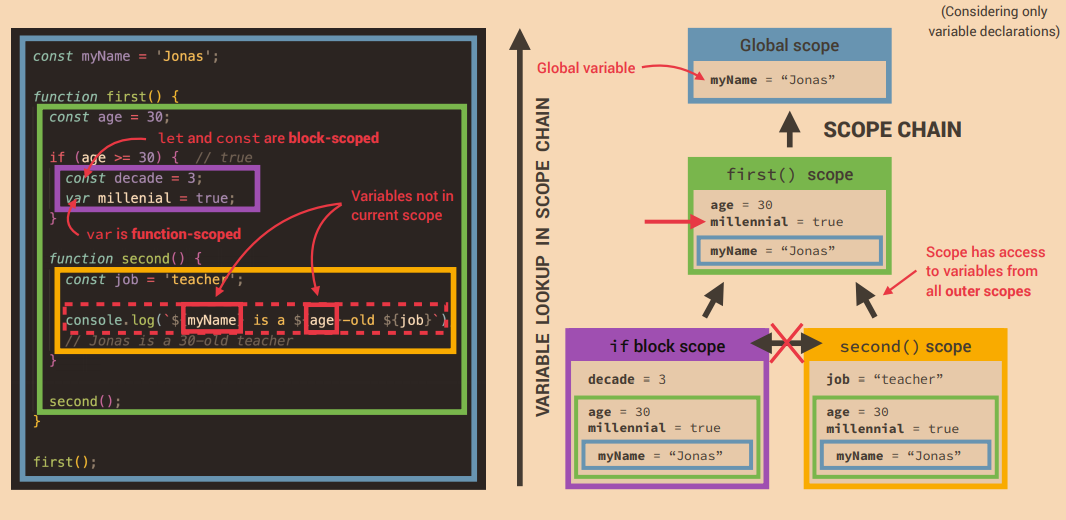 (Considering only
variable declarations)
const myName = 'Jonas';
function first() {
const age = 30;
let and const are block-scoped
if (age >= 30) { // true
const decade = 3;
var millenial = true;
}
var is function-scoped
Variables not in
current scope
function second() {
const job = 'teacher';
console.log(`${myName} is a ${age}-old ${job}`)
// Jonas is a 30-old teacher
}
second();
}
first();
VARIABLE LOOKUP IN SCOPE CHAIN
Global variable
Global scope
myName = “Jonas”
SCOPE CHAIN
first() scope
age = 30
millennial = true
myName = “Jonas”
Scope has access
to variables from
all outer scopes
if block scope
decade = 3
age = 30
millennial = true
myName = “Jonas”
second() scope
job = “teacher”
age = 30
millennial = true
myName = “Jonas”